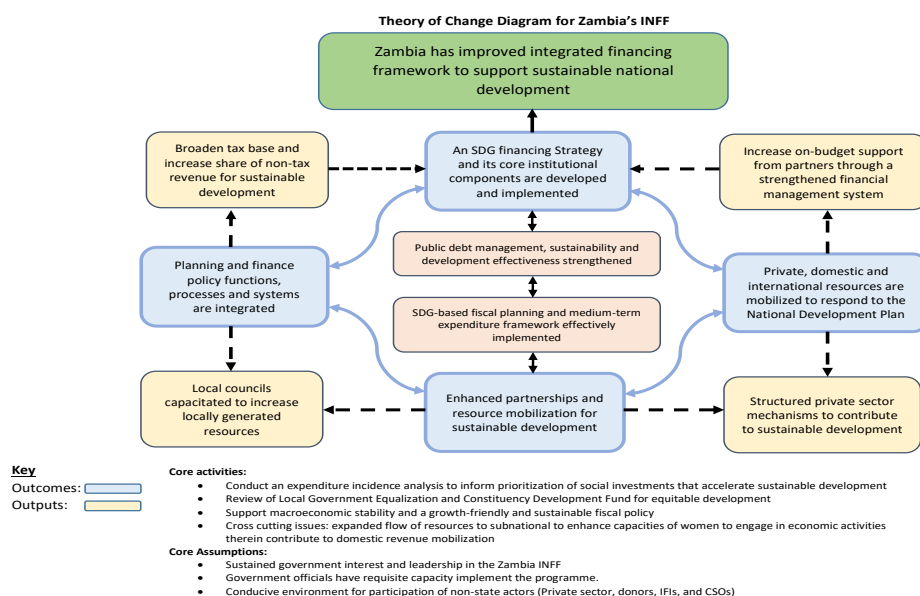 Theory of Change Diagram for Zambia's INFF
Zambia has improved integrated financing
framework to support sustainable national
development
Broaden tax base and
increase share of non-tax
revenue for sustainable
development
An SDG financing Strategy
and its core institutional
components are developed
and implemented
Increase on-budget support
from partners through a
strengthened financial
management system
Public debt management, sustainability and
development effectiveness strengthened
Planning and finance
policy functions,
processes and systems
are integrated
Private, domestic and
international resources are
mobilized to respond to the
National Development Plan
SDG-based fiscal planning and medium-term
expenditure framework effectively
implemented
Local councils
capacitated to increase
locally generated
resources
Enhanced partnerships and
resource mobilization for
sustainable development
Structured private sector
mechanisms to contribute
to sustainable development
Key
Outcomes:
Outputs:
Core activities:
• Conduct an expenditure incidence analysis to inform prioritization of social investments that accelerate sustainable development
• Review of Local Government Equalization and Constituency Development Fund for equitable development
• Support macroeconomic stability and a growth-friendly and sustainable fiscal policy
• Cross cutting issues: expanded flow of resources to subnational to enhance capacities of women to engage in economic activities
therein contribute to domestic revenue mobilization
Core Assumptions:
• Sustained government interest and leadership in the Zambia INFF
• Government officials have requisite capacity implement the programme.
• Conducive environment for participation of non-state actors (Private sector, donors, IFIs, and CSOs)